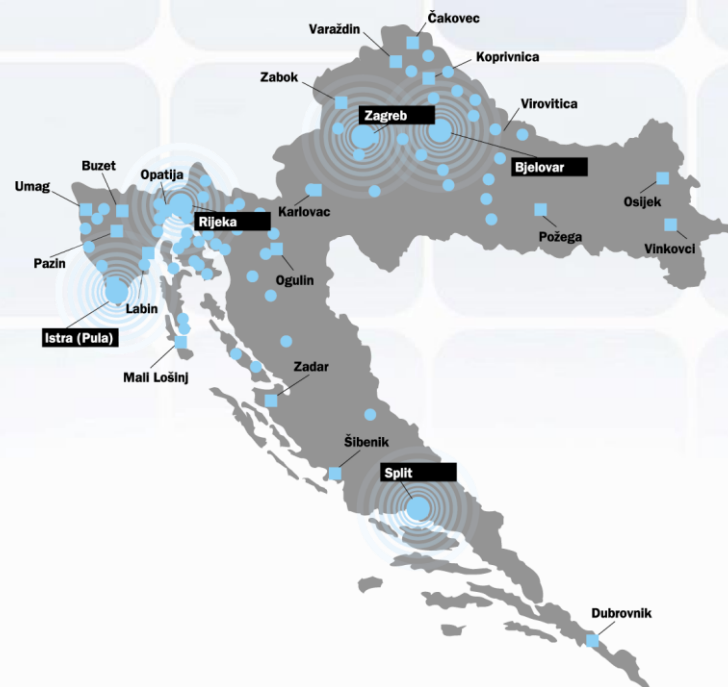 Čakovec
Varaždin
Koprivnica
Zabok
Virovitica
Zagreb
Bjelovar
Buzet
Opatija
Umag
Rijeka
Karlovac
Osijek
Požega
Vinkovci
Pazin
Ogulin
Labin
Istra (Pula)
Mali Lošinj
Zadar
Šibenik
Split
Dubrovnik